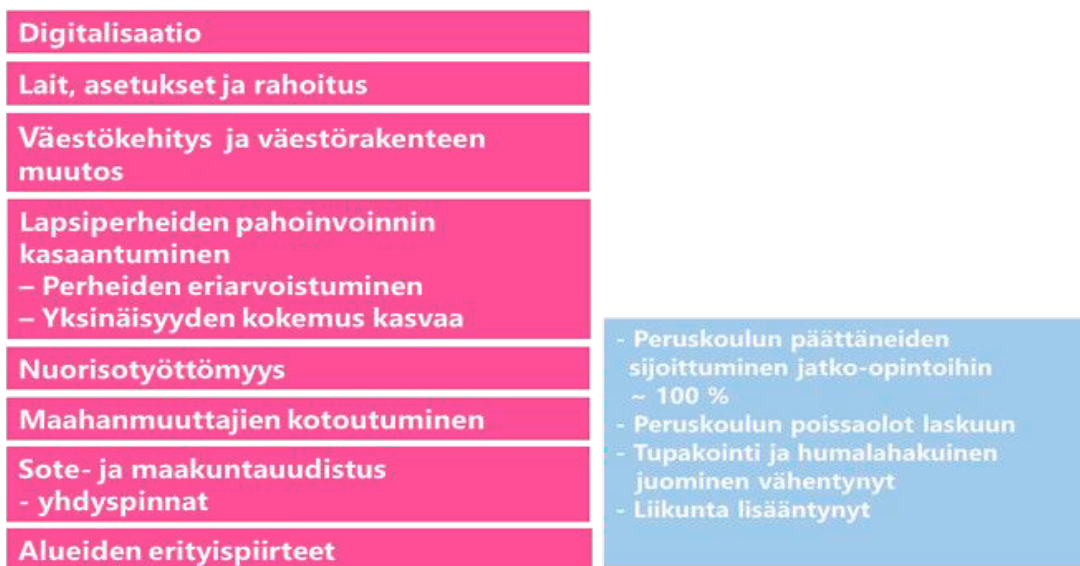 Digitalisaatio
Lait, asetukset ja rahoitus
Väestökehitys ja väestörakenteen
muutos
Lapsiperheiden pahoinvoinnin
kasaantuminen
– Perheiden eriarvoistuminen
– Yksinäisyyden kokemus kasvaa
Nuorisotyöttömyys
Maahanmuuttajien kotoutuminen
Sote- ja maakuntauudistus
- yhdyspinnat
Alueiden erityispiirteet
- Peruskoulun päättäneiden
sijoittuminen jatko-opintoihin
~ 100 %
- Peruskoulun poissaolot laskuun
- Tupakointi ja humalahakuinen
juominen vähentynyt
- Liikunta lisääntynyt